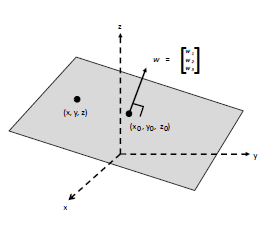 z
w = [w₁ w₂ w₃]
(x, y, z)
(x₀, y₀, z₀)
y
x